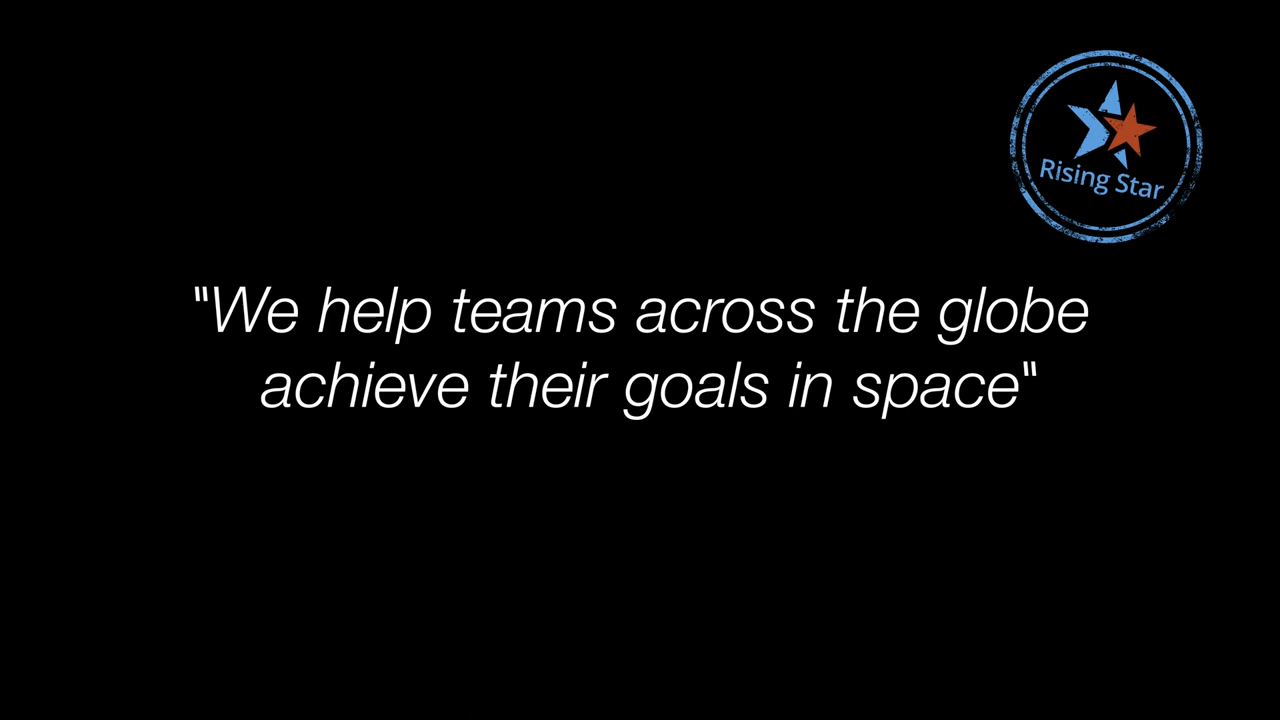 Rising Star
"We help teams across the globe
achieve their goals in space"